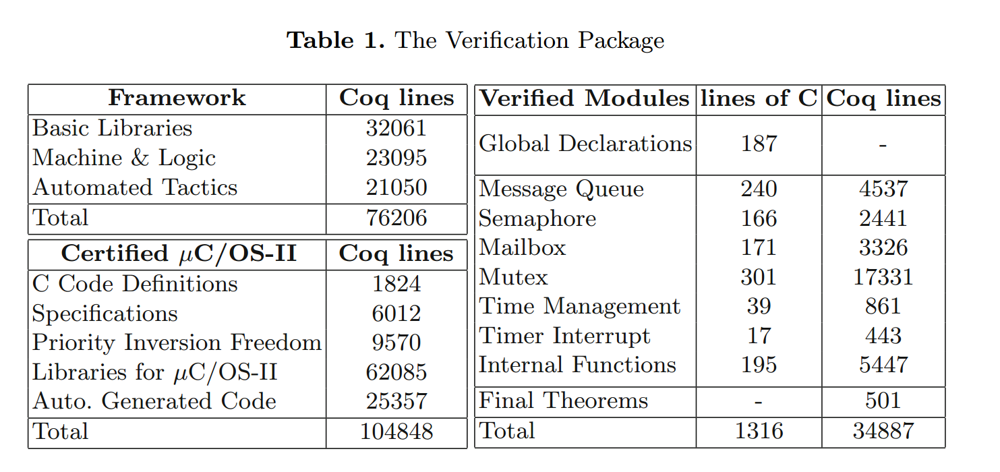 Table 1. The Verification Package
Framework Coq lines
Basic Libraries 32061
Machine & Logic 23095
Automated Tactics 21050
Total 76206
Certified μC/OS-II Coq lines
C Code Definitions 1824
Specifications 6012
Priority Inversion Freedom 9570
Libraries for μC/OS-II 62085
Auto. Generated Code 25357
Total 104848
Verified Modules lines of C Coq lines
Global Declarations 187 -
Message Queue 240 4537
Semaphore 166 2441
Mailbox 171 3326
Mutex 301 17331
Time Management 39 861
Timer Interrupt 17 443
Internal Functions 195 5447
Final Theorems - 501
Total 1316 34887